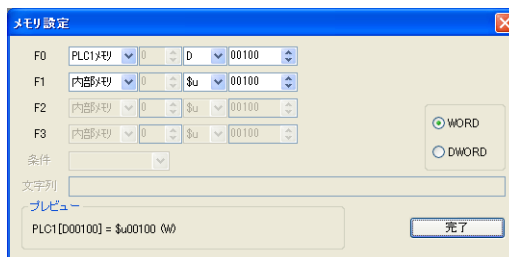 メモリ設定
F0 PLC1メモリ 0 D 00100
F1 内部メモリ 0 $u 00100
F2 内部メモリ 0 $u 00100
F3 内部メモリ 0 $u 00100
WORD
DWORD
条件
文字列
プレビュー
PLC1[D00100] = $u00100 (W)
完了